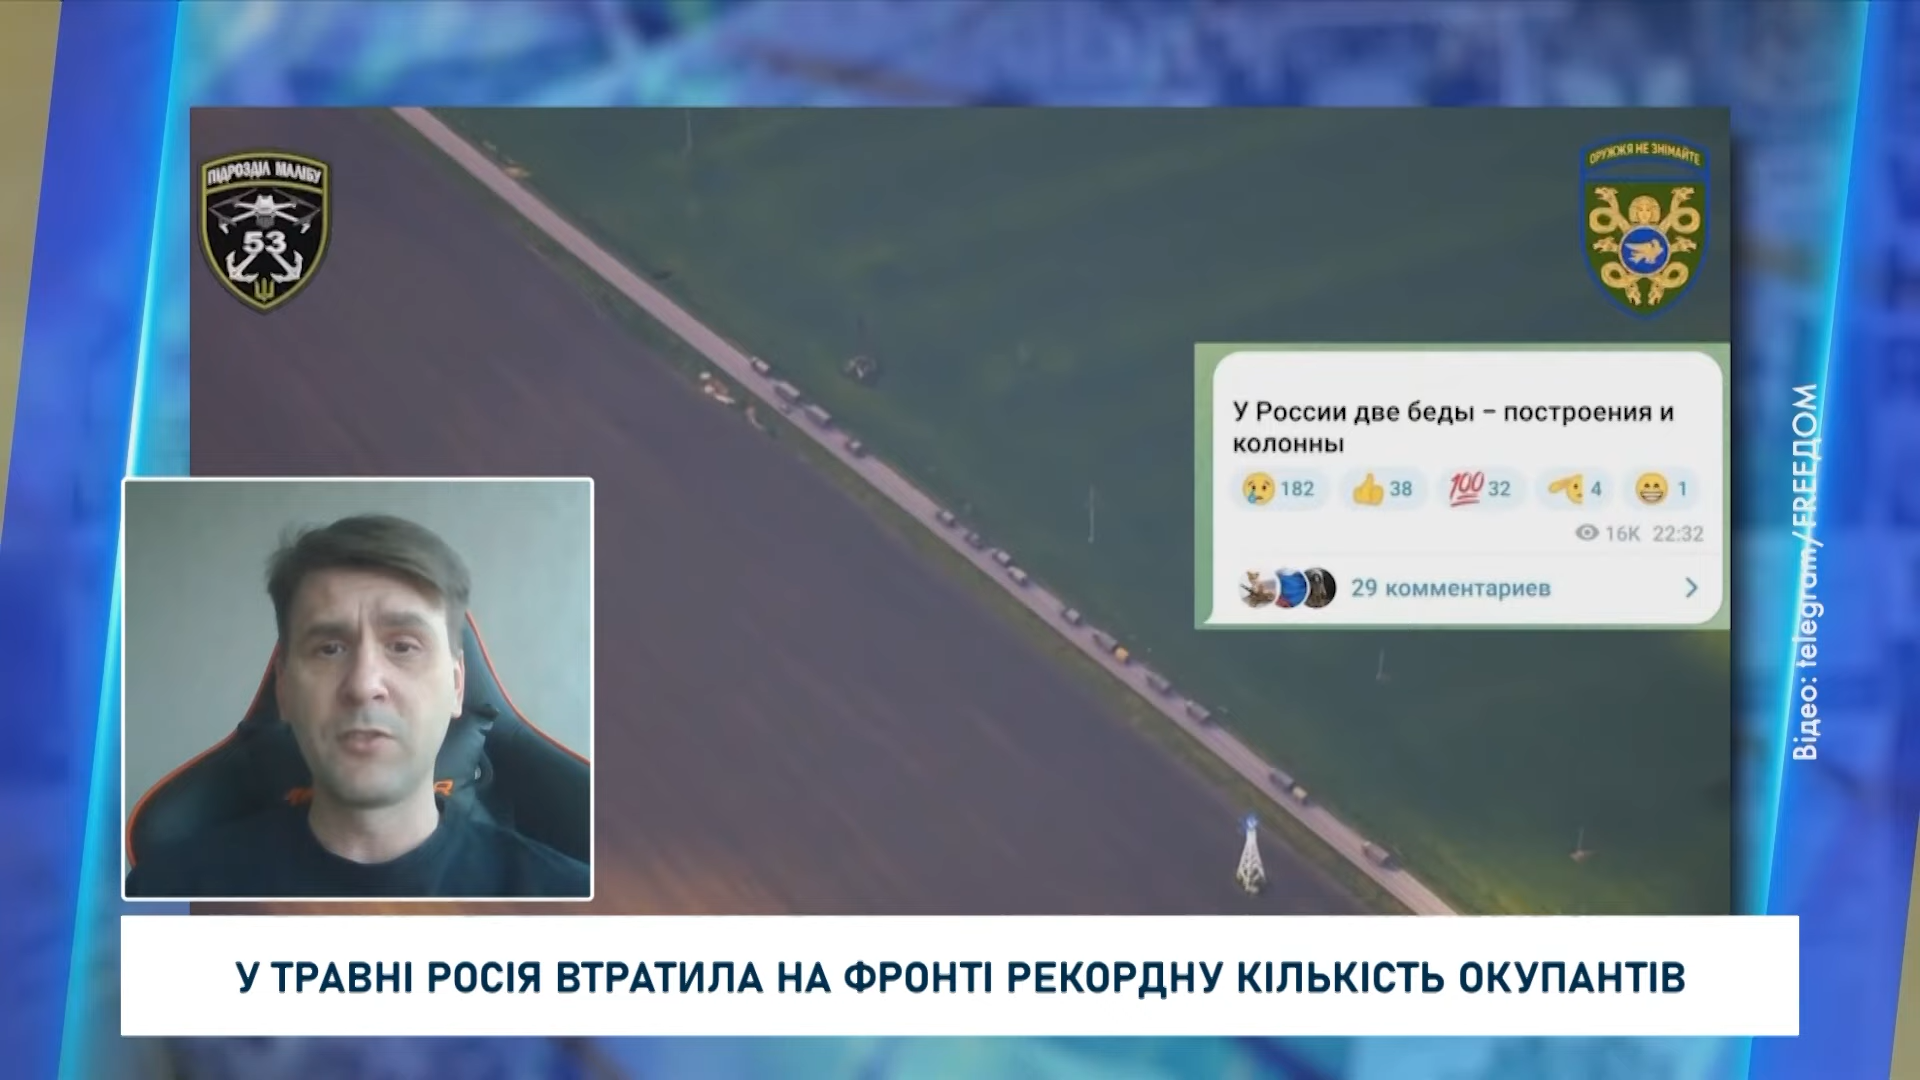 ПІДРОЗДІЛ МАЛІБУ
53
ОРУЖЖЯ НЕ ЗНІМАЙТЕ
У России две беды – построения и
колонны
182 38 32 4 1
16K 22:32
29 комментариев
Відео: telegram/FREEДОМ
У ТРАВНІ РОСІЯ ВТРАТИЛА НА ФРОНТІ РЕКОРДНУ КІЛЬКІСТЬ ОКУПАНТІВ